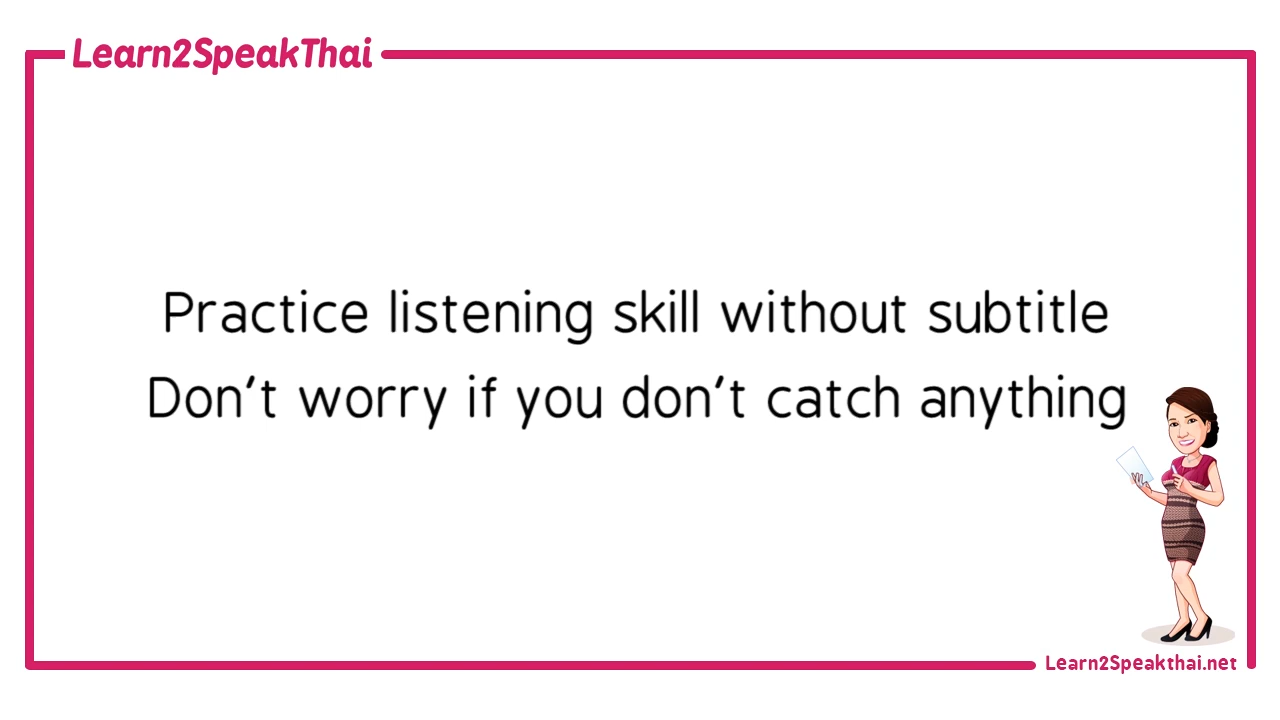 Learn2SpeakThai
Practice listening skill without subtitle
Don't worry if you don't catch anything
Learn2Speakthai.net